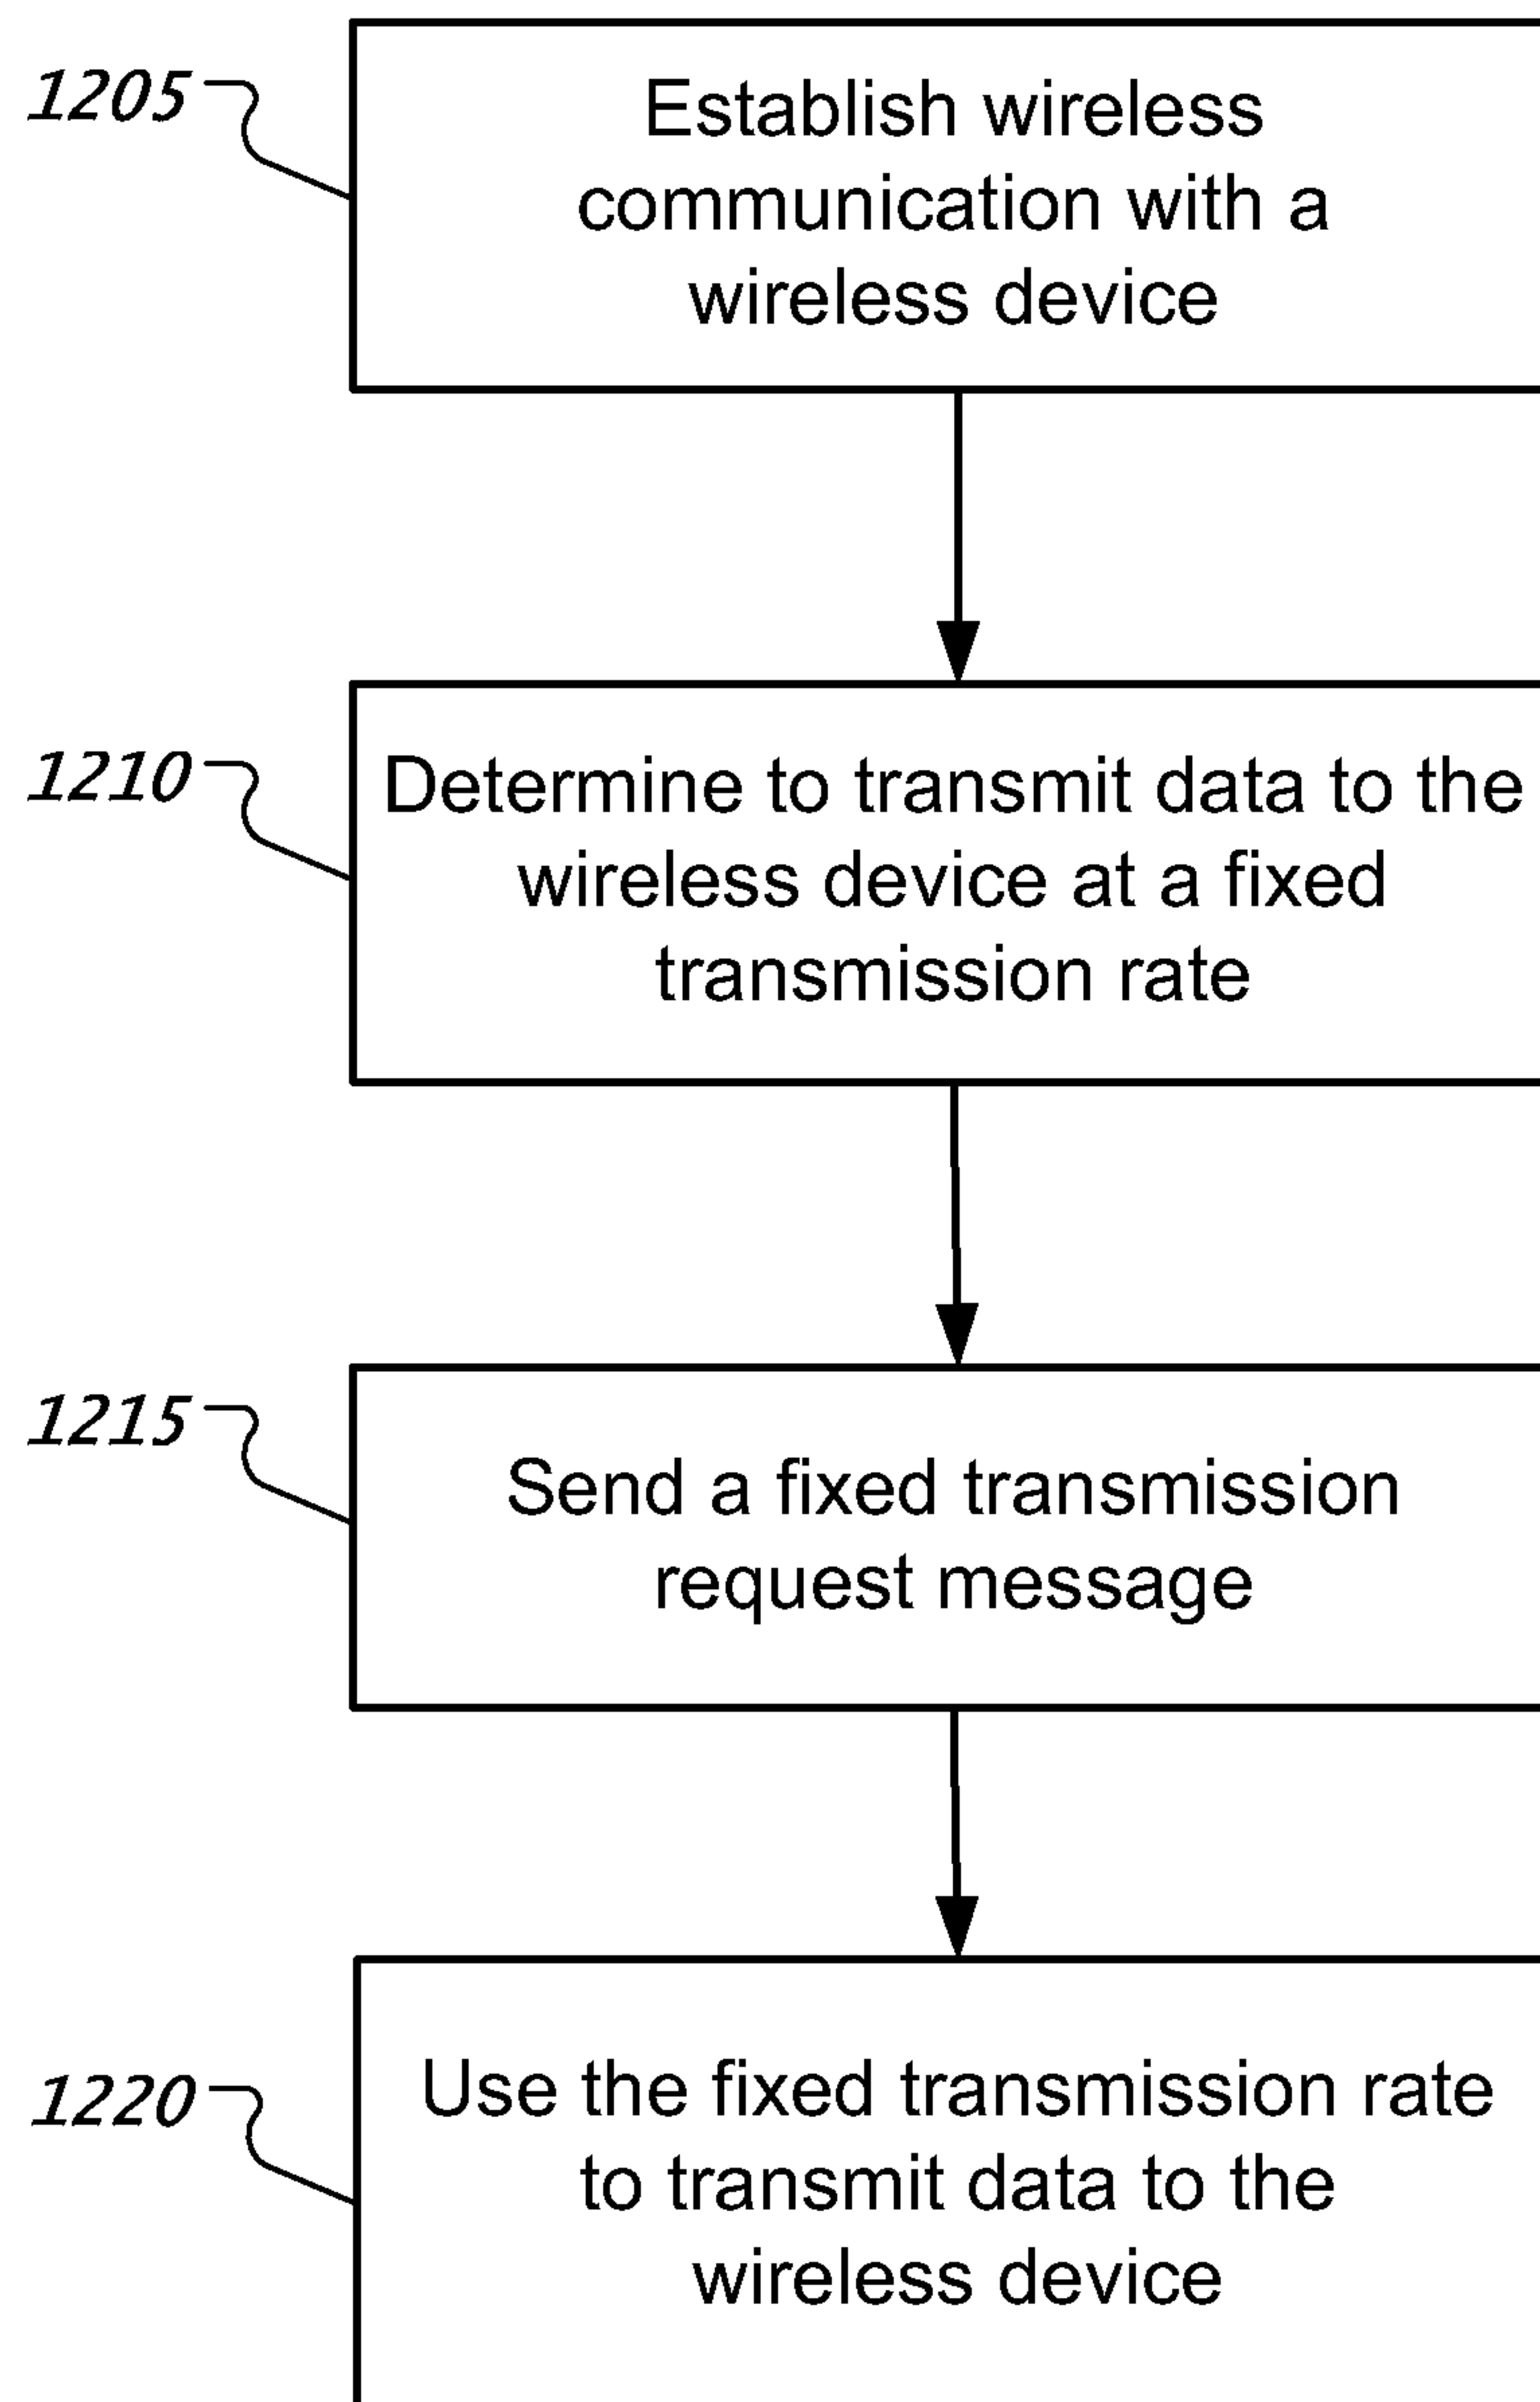 1205
Establish wireless
communication with a
wireless device
1210
Determine to transmit data to the
wireless device at a fixed
transmission rate
1215
Send a fixed transmission
request message
1220
Use the fixed transmission rate
to transmit data to the
wireless device